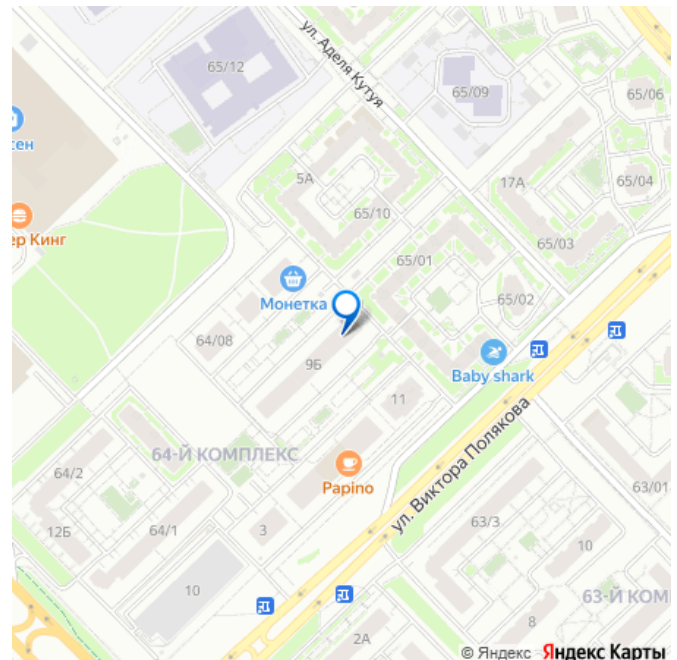 65/12
ул. Аделя Кутуя
65/09
65/06
сен
5А
17А
65/04
65/10
ер Кинг
65/03
65/01
Монетка
65/02
64/08
9Б
Baby shark
11
64-Й КОМПЛЕКС
64/2
Papino
ул. Виктора Полякова
63/01
12Б
64/1
3
63/3
10
10
63-Й КОМ
8
2А
© Яндекс Яндекс Карты